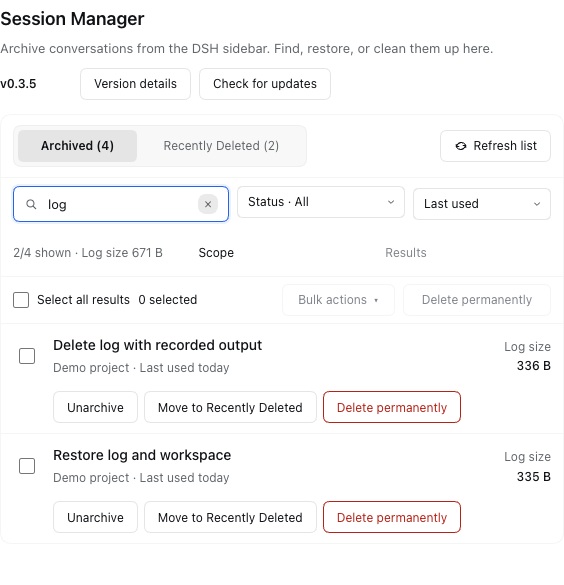 Session Manager
Archive conversations from the DSH sidebar. Find, restore, or clean them up here.
v0.3.5 Version details Check for updates
Archived (4) Recently Deleted (2) Refresh list
log Status · All Last used
2/4 shown · Log size 671 B Scope Results
Select all results 0 selected Bulk actions Delete permanently
Delete log with recorded output Log size
Demo project · Last used today 336 B
Unarchive Move to Recently Deleted Delete permanently
Restore log and workspace Log size
Demo project · Last used today 335 B
Unarchive Move to Recently Deleted Delete permanently